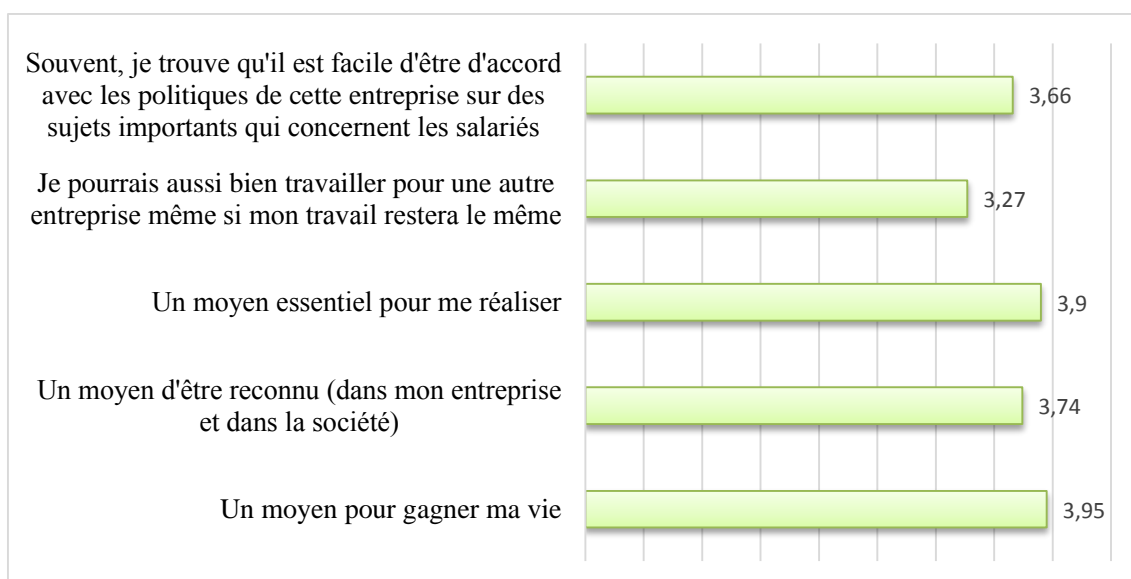 Souvent, je trouve qu'il est facile d'être d'accord
avec les politiques de cette entreprise sur des
sujets importants qui concernent les salariés
3,66
Je pourrais aussi bien travailler pour une autre
entreprise même si mon travail restera le même
3,27
Un moyen essentiel pour me réaliser
3,9
Un moyen d'être reconnu (dans mon entreprise
et dans la société)
3,74
Un moyen pour gagner ma vie
3,95